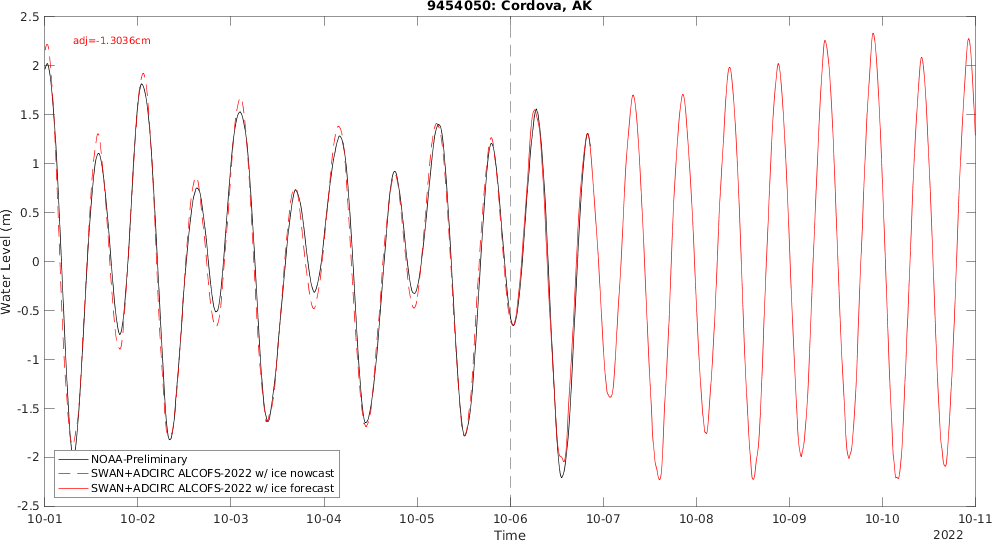 9454050: Cordova, AK
adj=-1.3036cm
2.5
2
1.5
1
0.5
0
-0.5
-1
-1.5
-2
-2.5
Water Level (m)
NOAA-Preliminary
SWAN+ADCIRC ALCOFS-2022 w/ ice nowcast
SWAN+ADCIRC ALCOFS-2022 w/ ice forecast
10-01 10-02 10-03 10-04 10-05 10-06 10-07 10-08 10-09 10-10 10-11
Time
2022